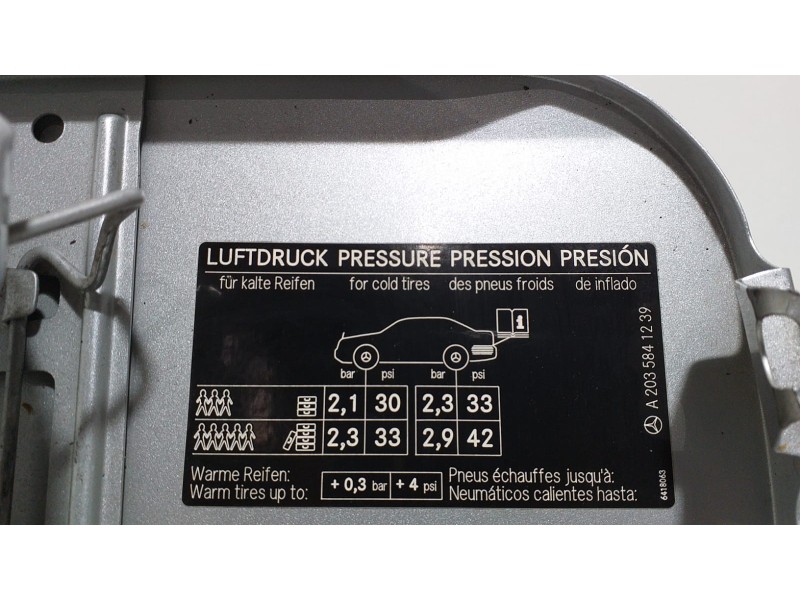 LUFTDRUCK PRESSURE PRESSION PRESIÓN
für kalte Reifen for cold tires des pneus froids de inflado
i
bar psi bar psi
2,1 30 2,3 33
2,3 33 2,9 42
Warme Reifen:
Warm tires up to:
+ 0,3 bar + 4 psi
Pneus échauffes jusqu'à:
Neumáticos calientes hasta:
A 203 584 12 39
6418063